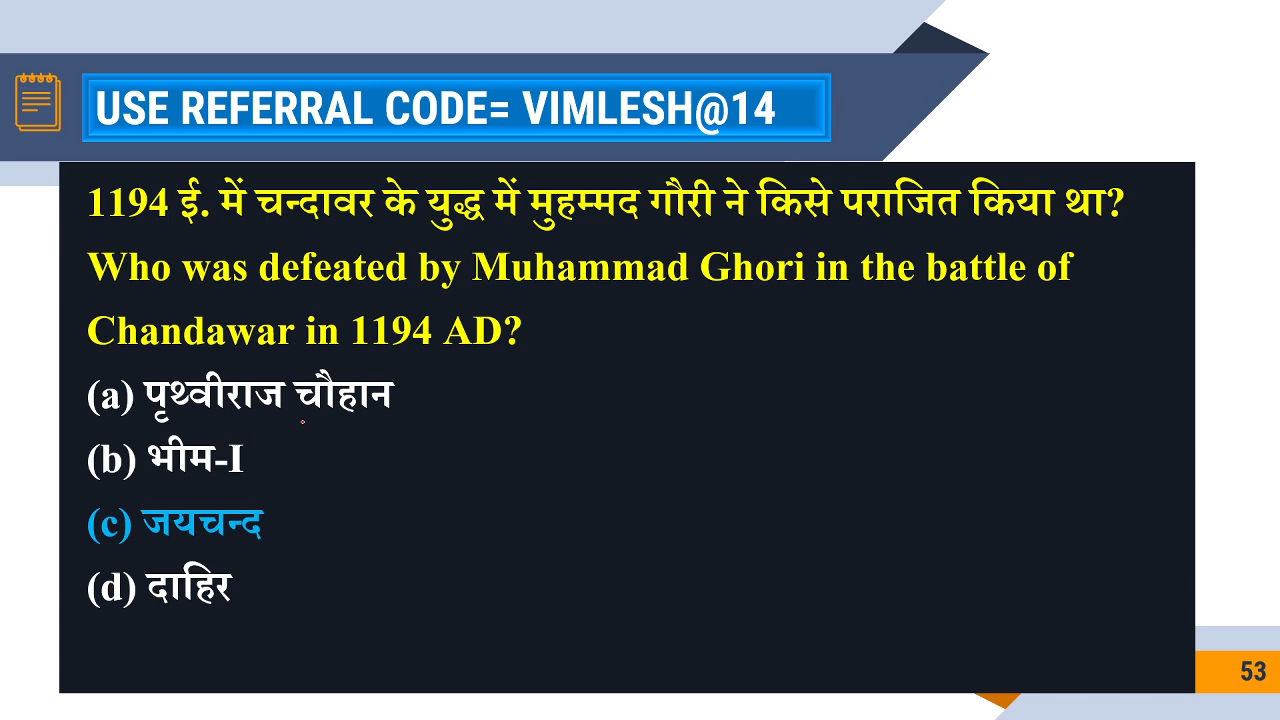 USE REFERRAL CODE= VIMLESH@14
1194 ई. में चन्दावर के युद्ध में मुहम्मद गौरी ने किसे पराजित किया था?
Who was defeated by Muhammad Ghori in the battle of
Chandawar in 1194 AD?
(a) पृथ्वीराज चौहान
(b) भीम-I
(c) जयचन्द
(d) दाहिर
53